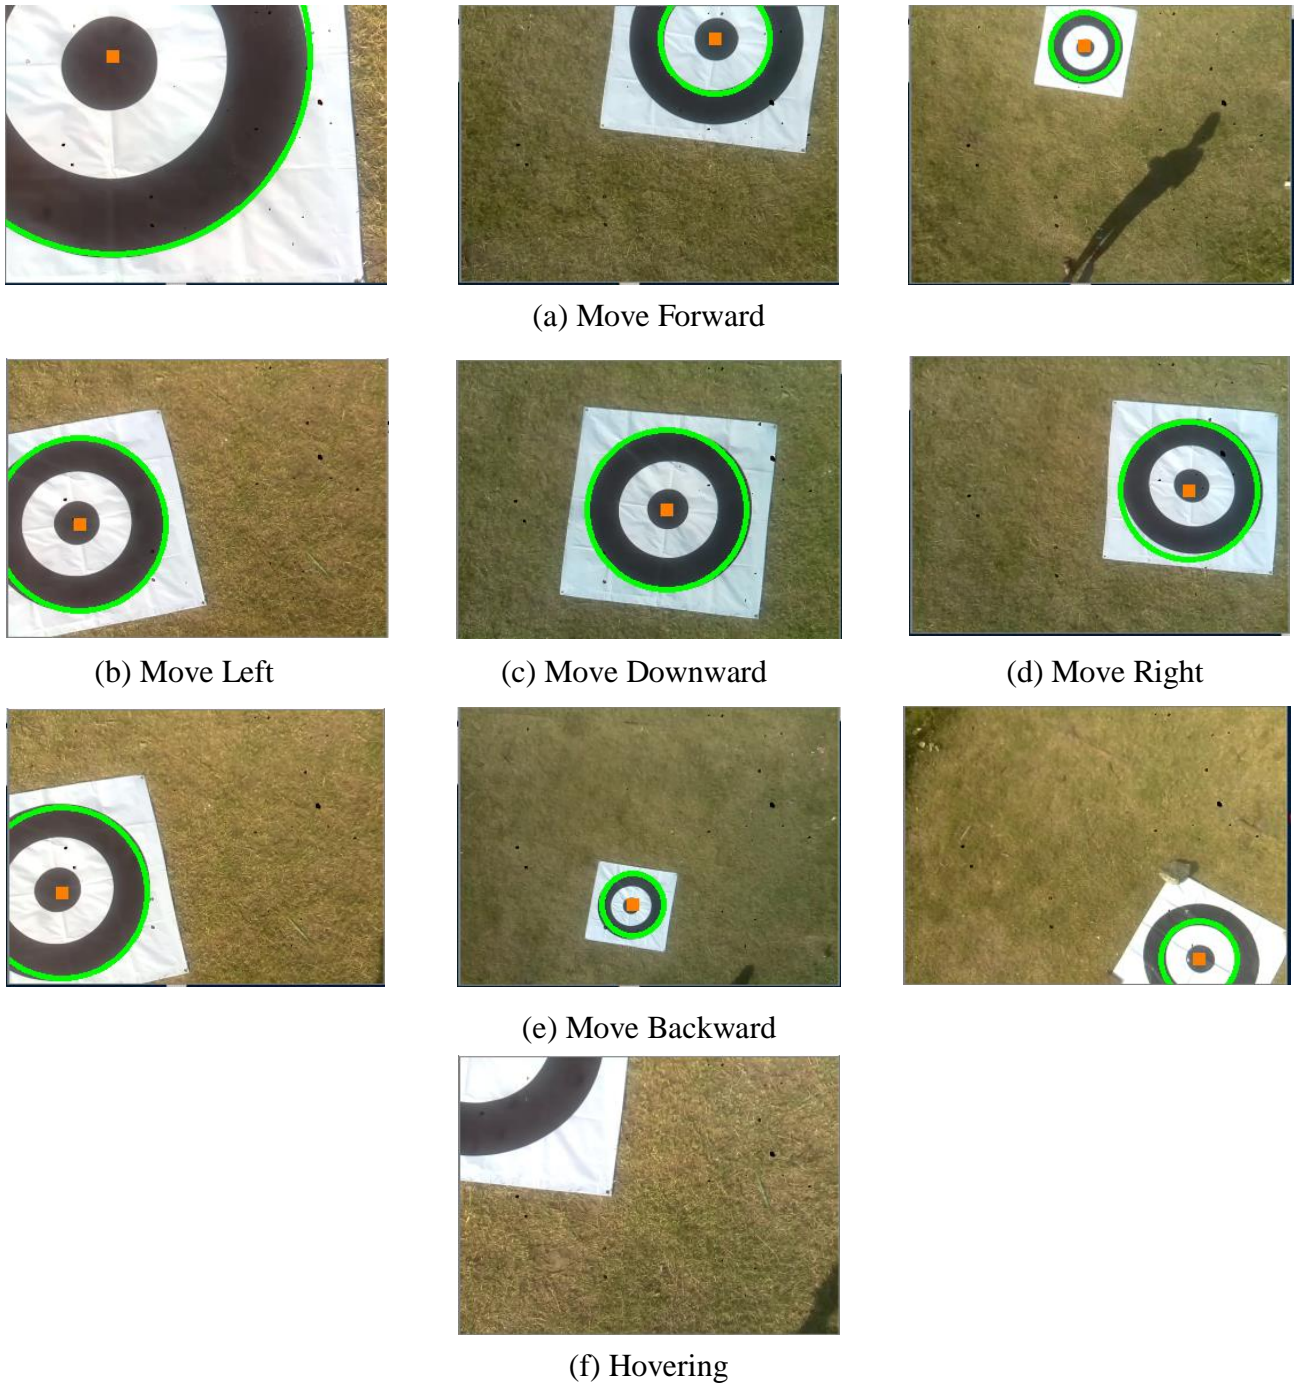 (a) Move Forward
(b) Move Left
(c) Move Downward
(d) Move Right
(e) Move Backward
(f) Hovering